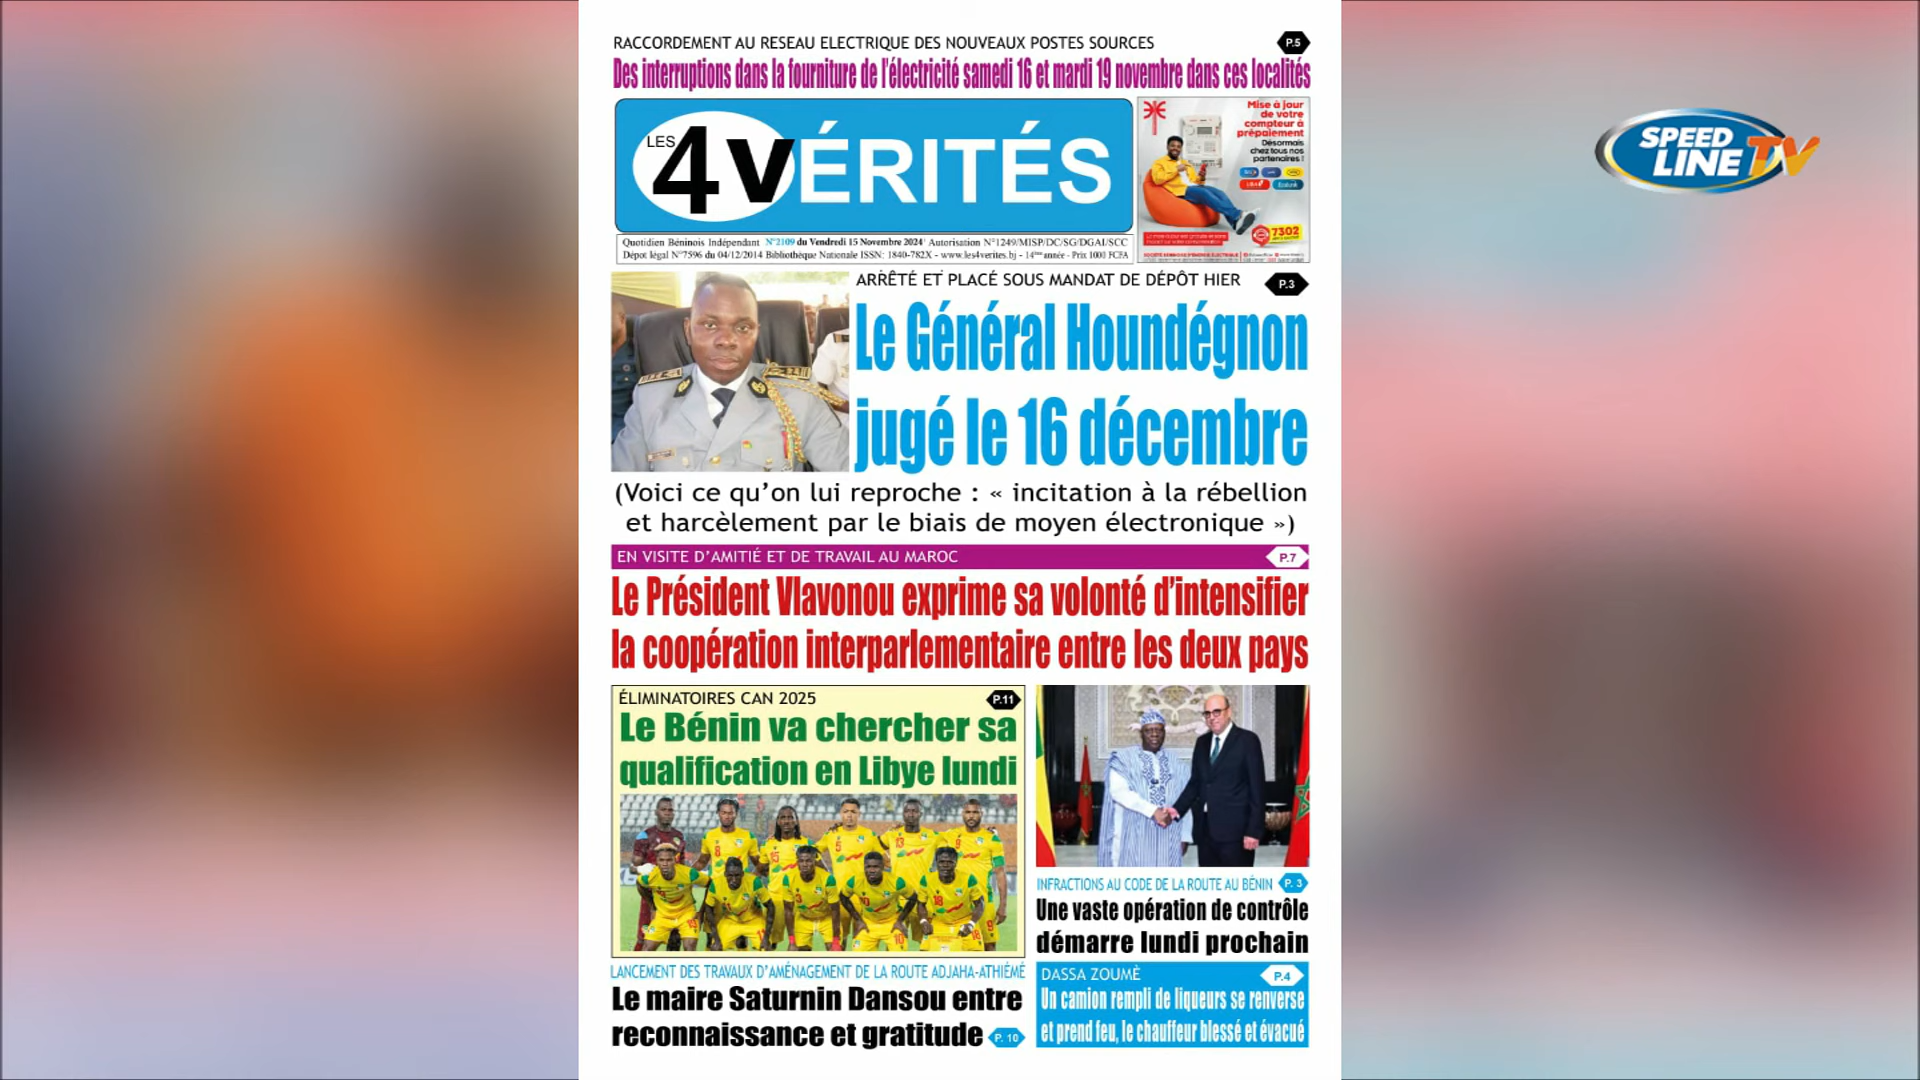 RACCORDEMENT AU RESEAU ELECTRIQUE DES NOUVEAUX POSTES SOURCES
P.5
Des interruptions dans la fourniture de l'électricité samedi 16 et mardi 19 novembre dans ces localités
LES 4 VÉRITÉS
Mise à jour
de votre
compteur à
prépaiement
Désormais
chez tous nos
partenaires !
7302
SPEED
LINE TV
Quotidien Béninois Indépendant N°2109 du Vendredi 15 Novembre 2024 Autorisation N°1249/MISP/DC/SG/DGAI/SCC
Dépot légal N°7596 du 04/12/2014 Bibliothèque Nationale ISSN: 1840-782X - www.les4verites.bj - 14ème année - Prix 1000 FCFA
ARRÊTÉ ET PLACÉ SOUS MANDAT DE DÉPÔT HIER
P.3
Le Général Houndégnon
jugé le 16 décembre
(Voici ce qu'on lui reproche : « incitation à la rébellion
et harcèlement par le biais de moyen électronique »)
EN VISITE D'AMITIÉ ET DE TRAVAIL AU MAROC
P.7
Le Président Vlavonou exprime sa volonté d'intensifier
la coopération interparlementaire entre les deux pays
ÉLIMINATOIRES CAN 2025
P.11
Le Bénin va chercher sa
qualification en Libye lundi
INFRACTIONS AU CODE DE LA ROUTE AU BÉNIN
P. 3
Une vaste opération de contrôle
démarre lundi prochain
LANCEMENT DES TRAVAUX D'AMÉNAGEMENT DE LA ROUTE ADJAHA-ATHIÉMÉ
Le maire Saturnin Dansou entre
reconnaissance et gratitude
P. 10
DASSA ZOUMÈ
P.4
Un camion rempli de liqueurs se renverse
et prend feu, le chauffeur blessé et évacué